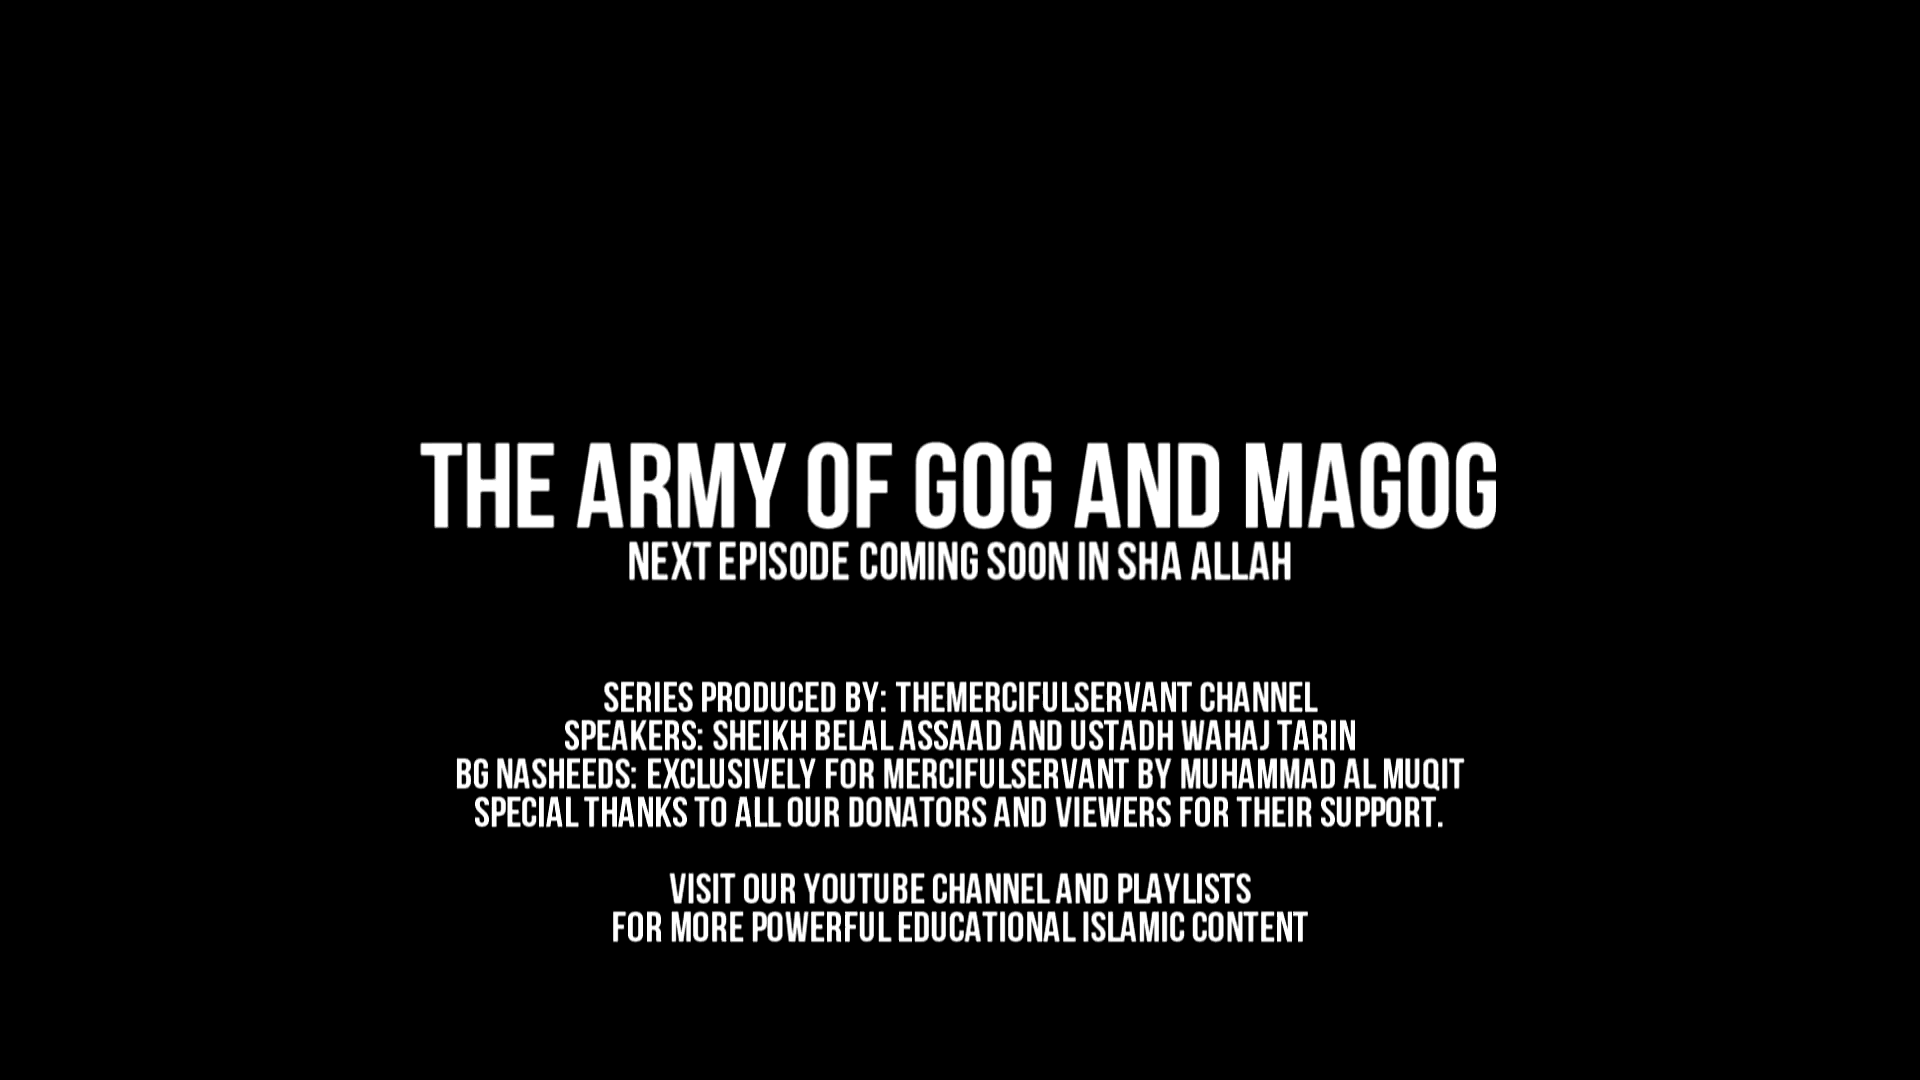 THE ARMY OF GOG AND MAGOG
NEXT EPISODE COMING SOON IN SHA ALLAH
SERIES PRODUCED BY: THEMERCIFULSERVANT CHANNEL
SPEAKERS: SHEIKH BELAL ASSAAD AND USTADH WAHAJ TARIN
BG NASHEEDS: EXCLUSIVELY FOR MERCIFULSERVANT BY MUHAMMAD AL MUQIT
SPECIAL THANKS TO ALL OUR DONATORS AND VIEWERS FOR THEIR SUPPORT.
VISIT OUR YOUTUBE CHANNEL AND PLAYLISTS
FOR MORE POWERFUL EDUCATIONAL ISLAMIC CONTENT